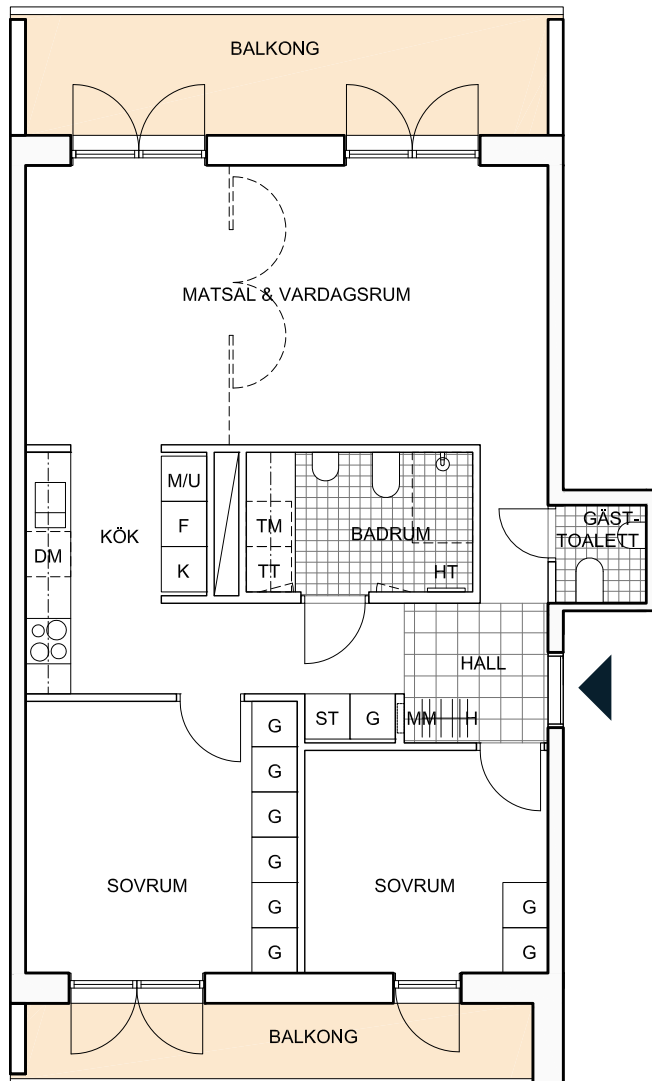 BALKONG
MATSAL & VARDAGSRUM
M/U
F
K
KÖK
DM
TM
TT
BADRUM
HT
GÄST-
TOALETT
HALL
ST
G
MM
H
G
G
G
G
G
G
SOVRUM
SOVRUM
G
G
BALKONG